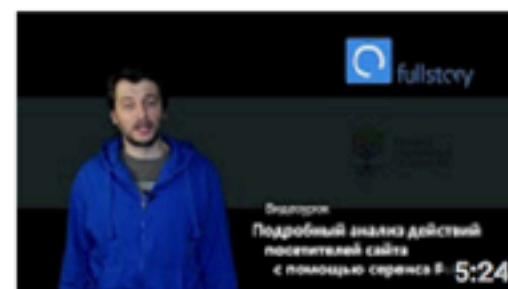 fullstory
Видеоурок
Подробный анализ действий
посетителей сайта
с помощью сервиса F
5:24